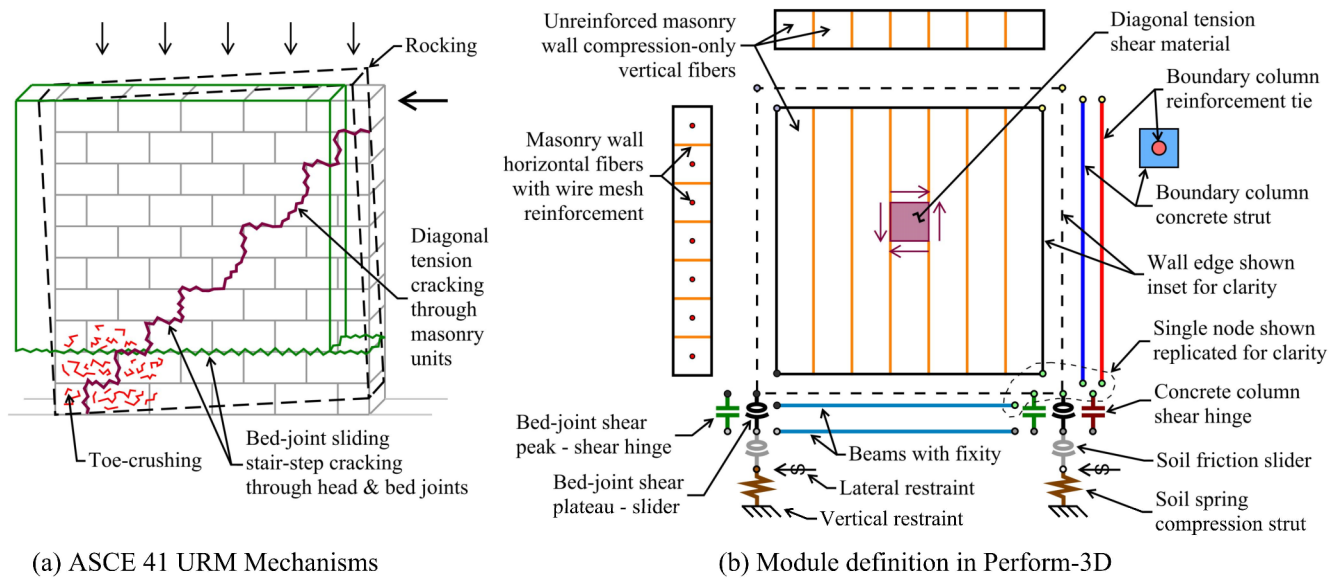 Rocking
Diagonal
tension
cracking
through
masonry
units
Toe-crushing
Bed-joint sliding
stair-step cracking
through head & bed joints
(a) ASCE 41 URM Mechanisms
Unreinforced masonry
wall compression-only
vertical fibers
Diagonal tension
shear material
Boundary column
reinforcement tie
Masonry wall
horizontal fibers
with wire mesh
reinforcement
Boundary column
concrete strut
Wall edge shown
inset for clarity
Single node shown
replicated for clarity
Concrete column
shear hinge
Bed-joint shear
peak - shear hinge
Beams with fixity
Soil friction slider
Bed-joint shear
plateau - slider
Lateral restraint
Vertical restraint
Soil spring
compression strut
(b) Module definition in Perform-3D